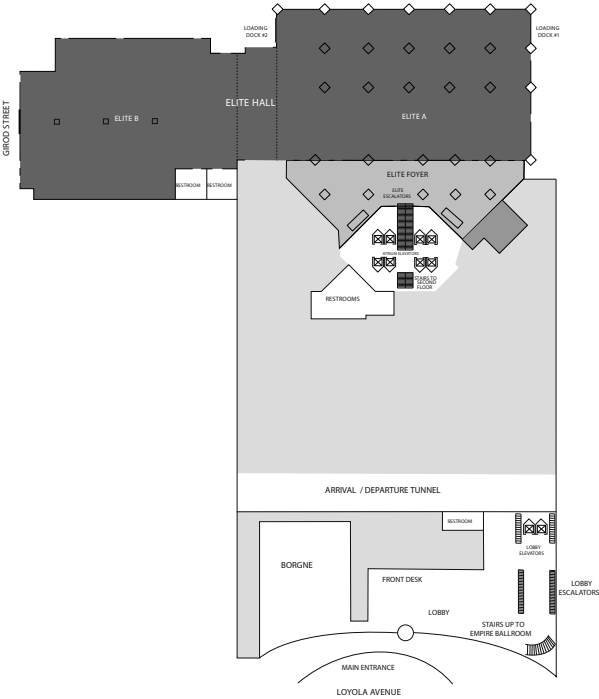 LOADING
DOCK #2
LOADING
DOCK #1
GIROD STREET
ELITE HALL
ELITE B
ELITE A
RESTROOM
RESTROOM
ELITE FOYER
ELITE
ESCALATORS
ATRIUM ELEVATORS
STAIRS TO
SECOND
FLOOR
RESTROOMS
ARRIVAL / DEPARTURE TUNNEL
RESTROOM
LOBBY
ELEVATORS
BORGNE
FRONT DESK
LOBBY
ESCALATORS
LOBBY
STAIRS UP TO
EMPIRE BALLROOM
MAIN ENTRANCE
LOYOLA AVENUE